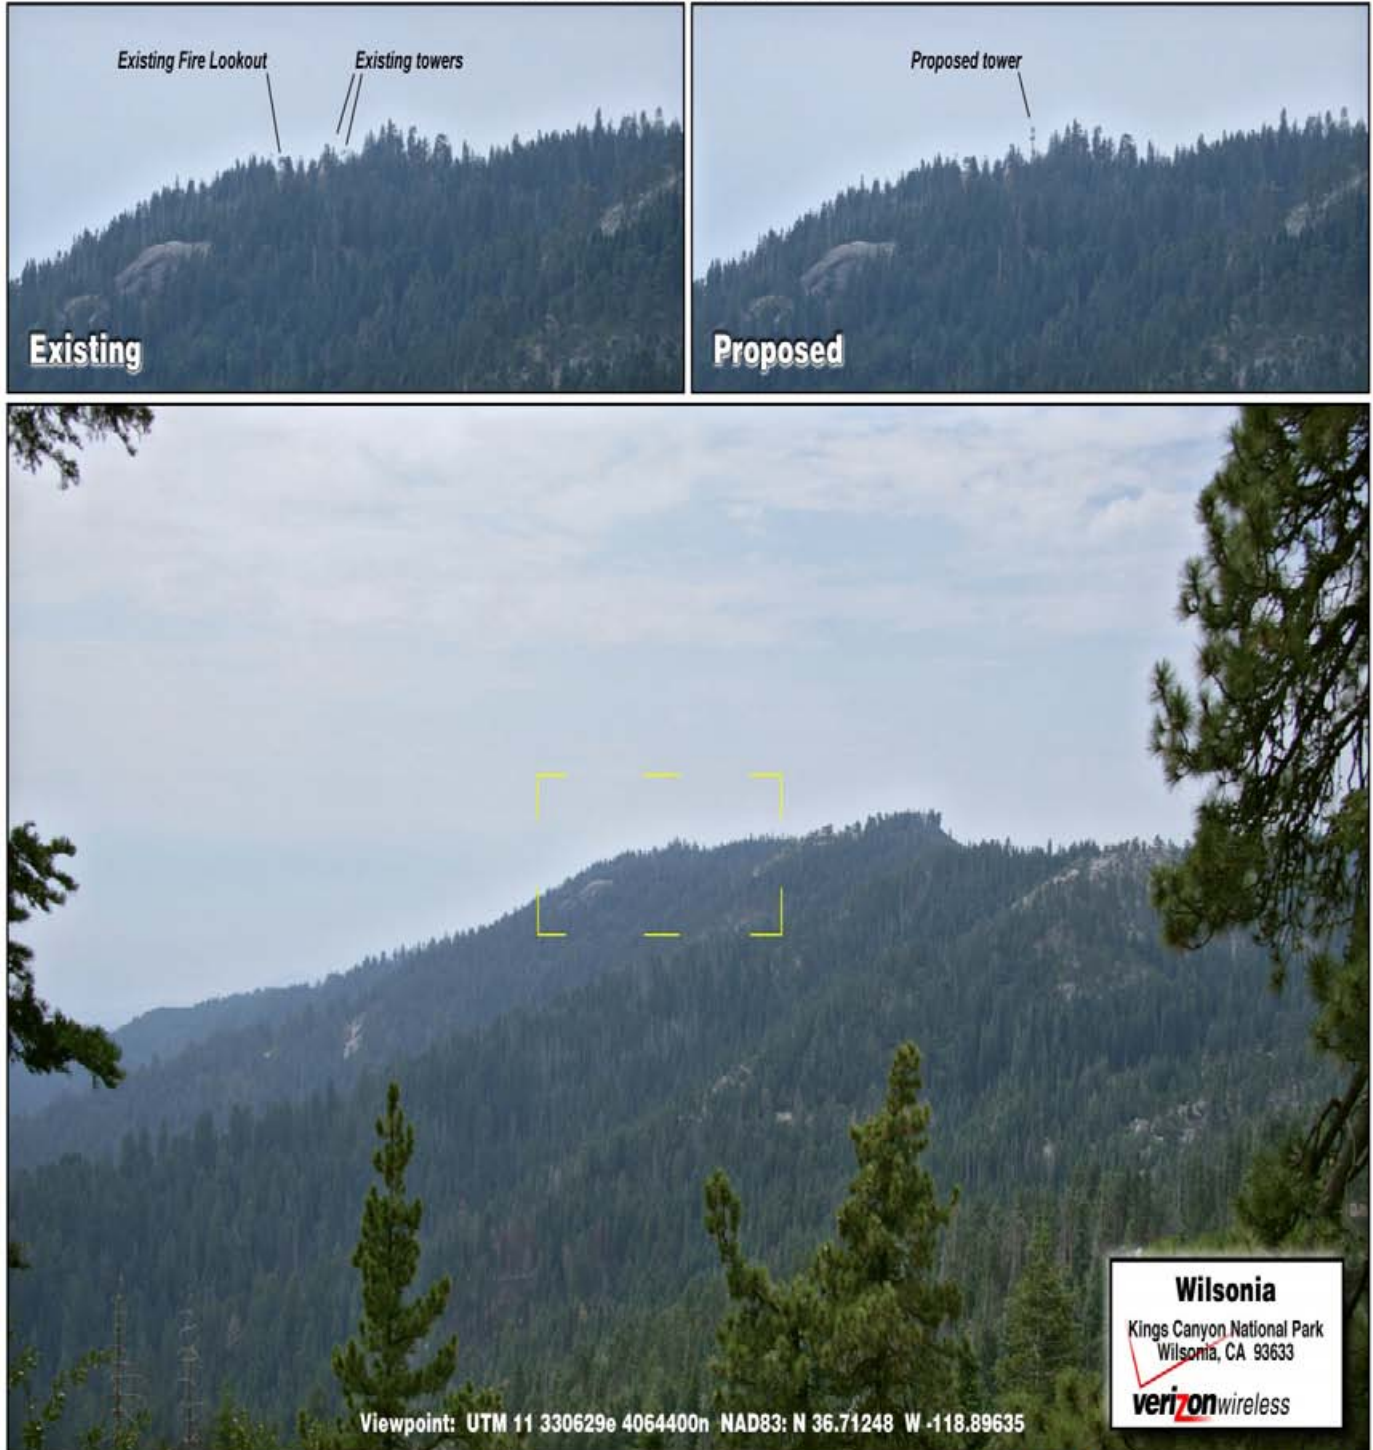 Existing Fire Lookout
Existing towers
Existing
Proposed tower
Proposed
Wilsonia
Kings Canyon National Park
Wilsonia, CA 93633
verizonwireless
Viewpoint: UTM 11 330629e 4064400n NAD83: N 36.71248 W -118.89635